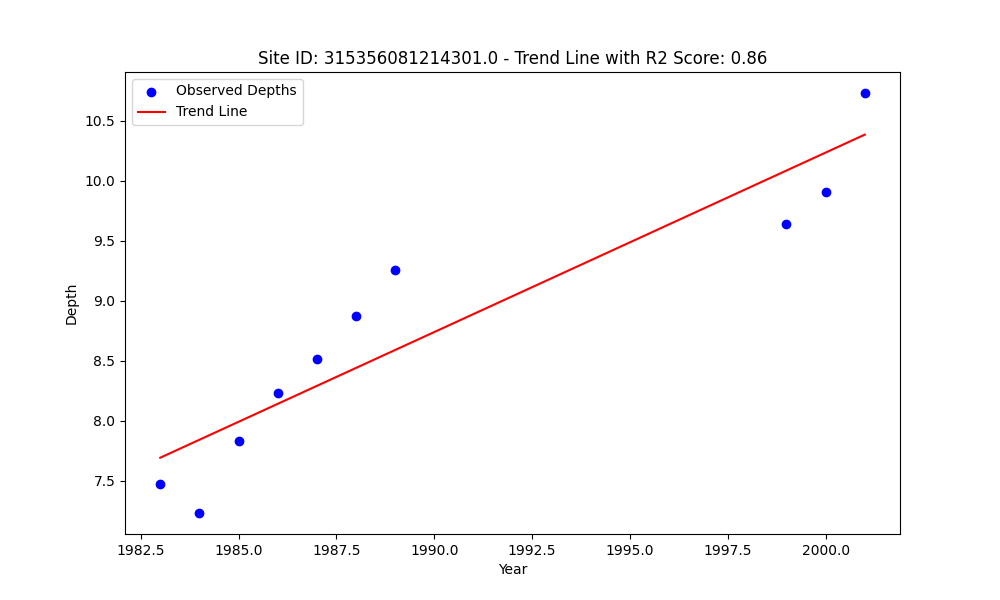 Site ID: 315356081214301.0 - Trend Line with R2 Score: 0.86
Observed Depths
Trend Line
10.5
10.0
9.5
9.0
8.5
8.0
7.5
Depth
1982.5 1985.0 1987.5 1990.0 1992.5 1995.0 1997.5 2000.0
Year